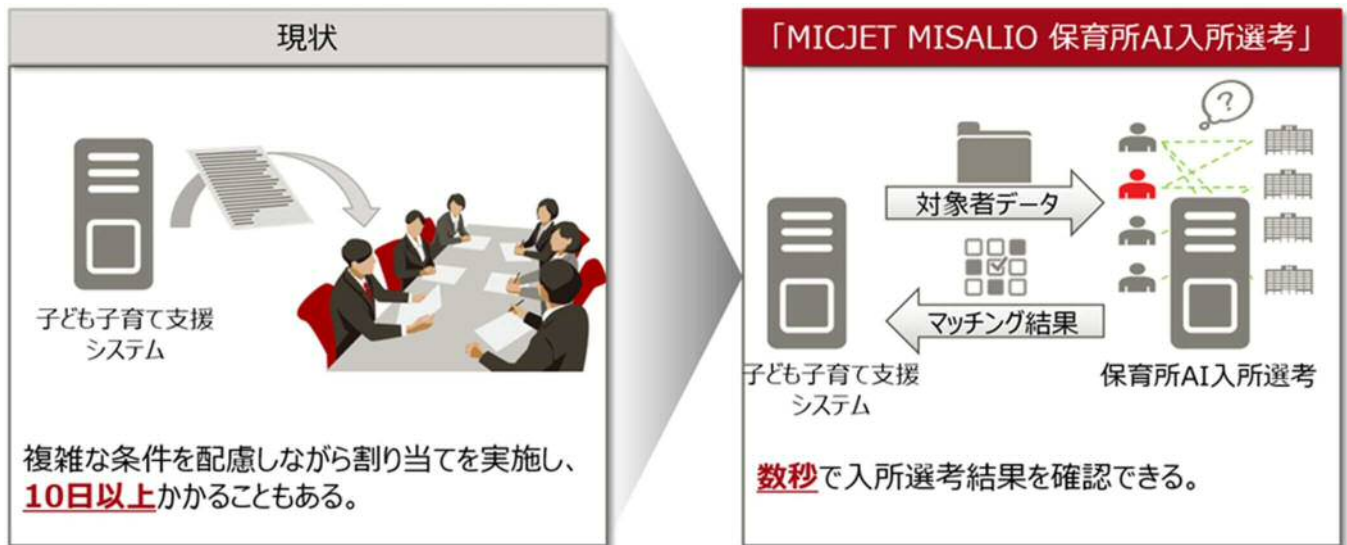 現状
子ども子育て支援
システム
複雑な条件を配慮しながら割り当てを実施し、
10日以上かかることもある。
「MICJET MISALIO 保育所AI入所選考」
?
対象者データ
マッチング結果
子ども子育て支援
システム
保育所AI入所選考
数秒で入所選考結果を確認できる。